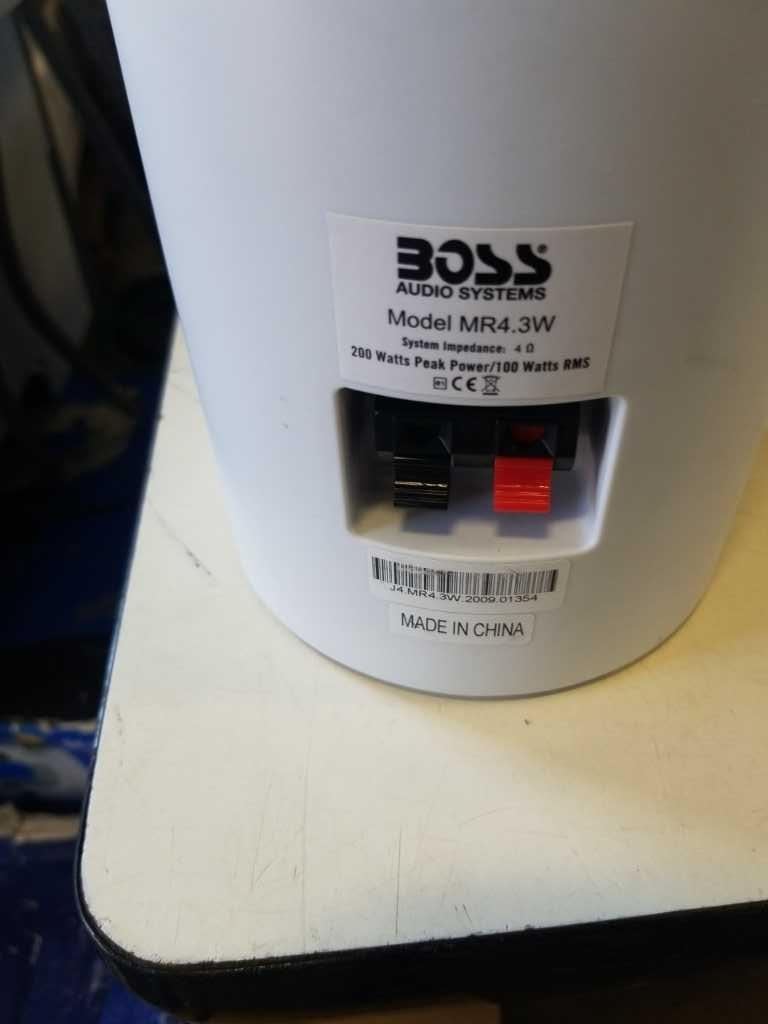 BOSS®
AUDIO SYSTEMS
Model MR4.3W
System Impedance: 4 Ω
200 Watts Peak Power/100 Watts RMS
CE
J4.MR4.3W.2009.01354
MADE IN CHINA